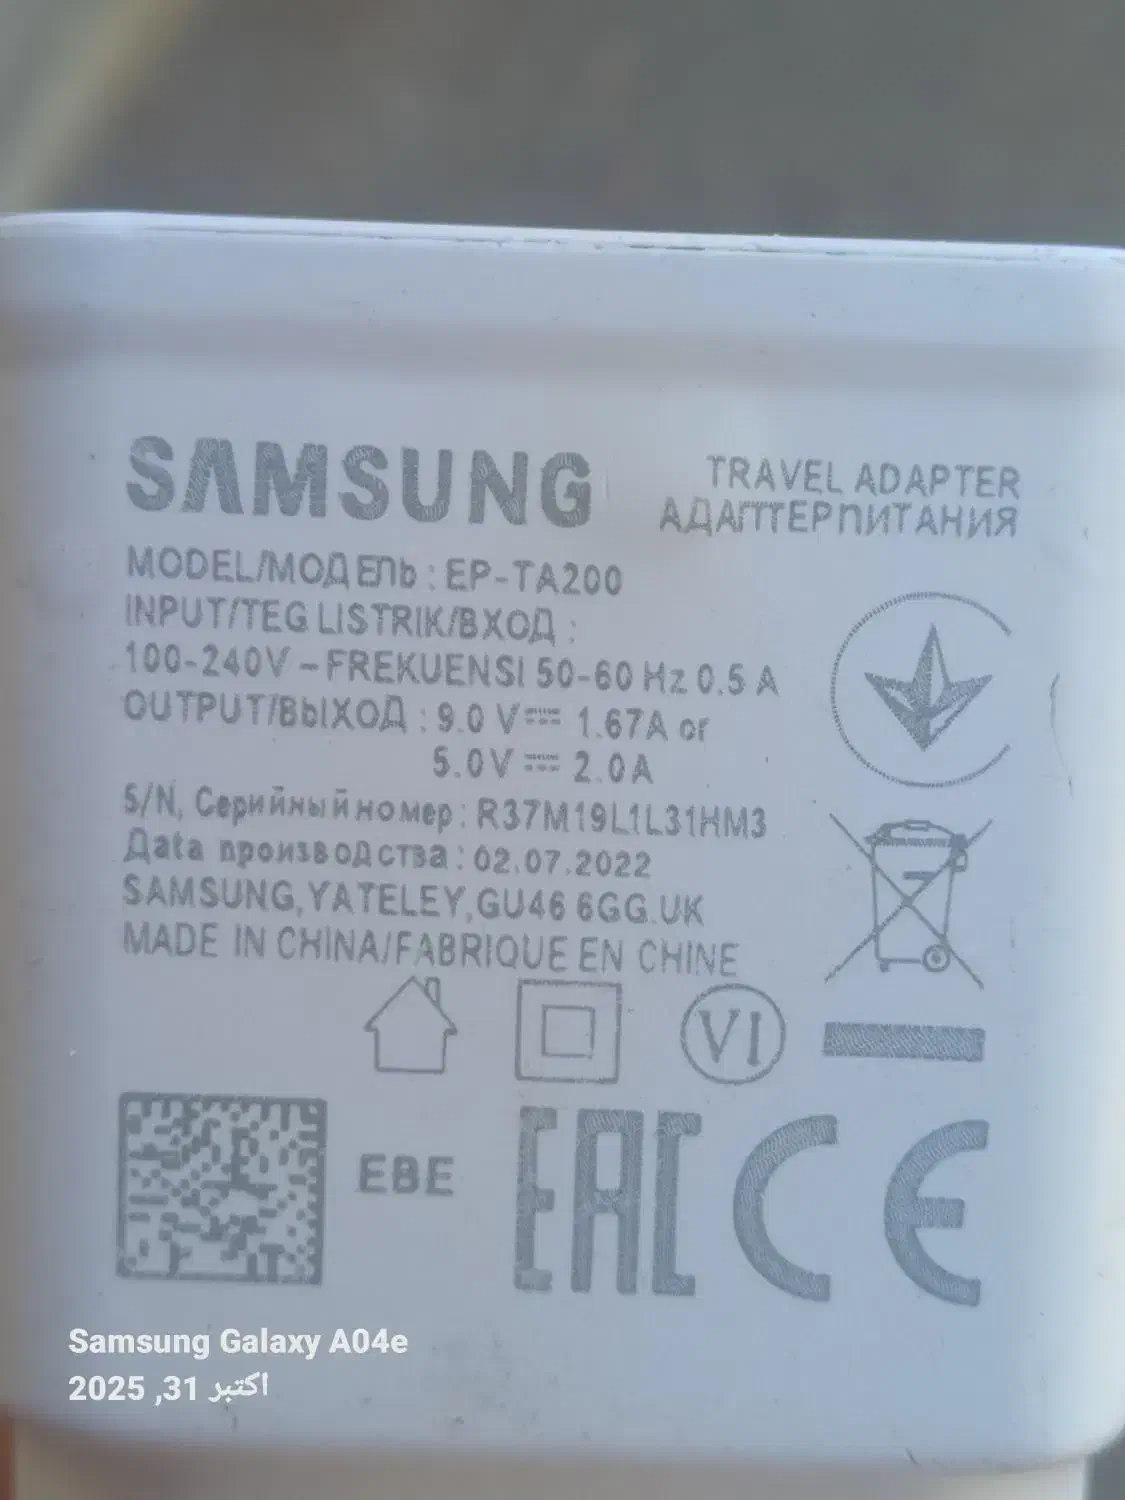 SAMSUNG
TRAVEL ADAPTER
АДАПТЕР ПИТАНИЯ
MODEL/МОДЕЛЬ : EP-TA200
INPUT/TEG LISTRIK/ВХОД :
100-240V ~ FREKUENSI 50-60 Hz 0.5 A
OUTPUT/ВЫХОД : 9.0 V⎓ 1.67A or
5.0V ⎓ 2.0A
S/N, Серийный номер: R37M19L1L31HM3
Дata производства: 02.07.2022
SAMSUNG,YATELEY,GU46 6GG.UK
MADE IN CHINA/FABRIQUE EN CHINE
VI
EBE
EAC CE
Samsung Galaxy A04e
اکتبر 31, 2025